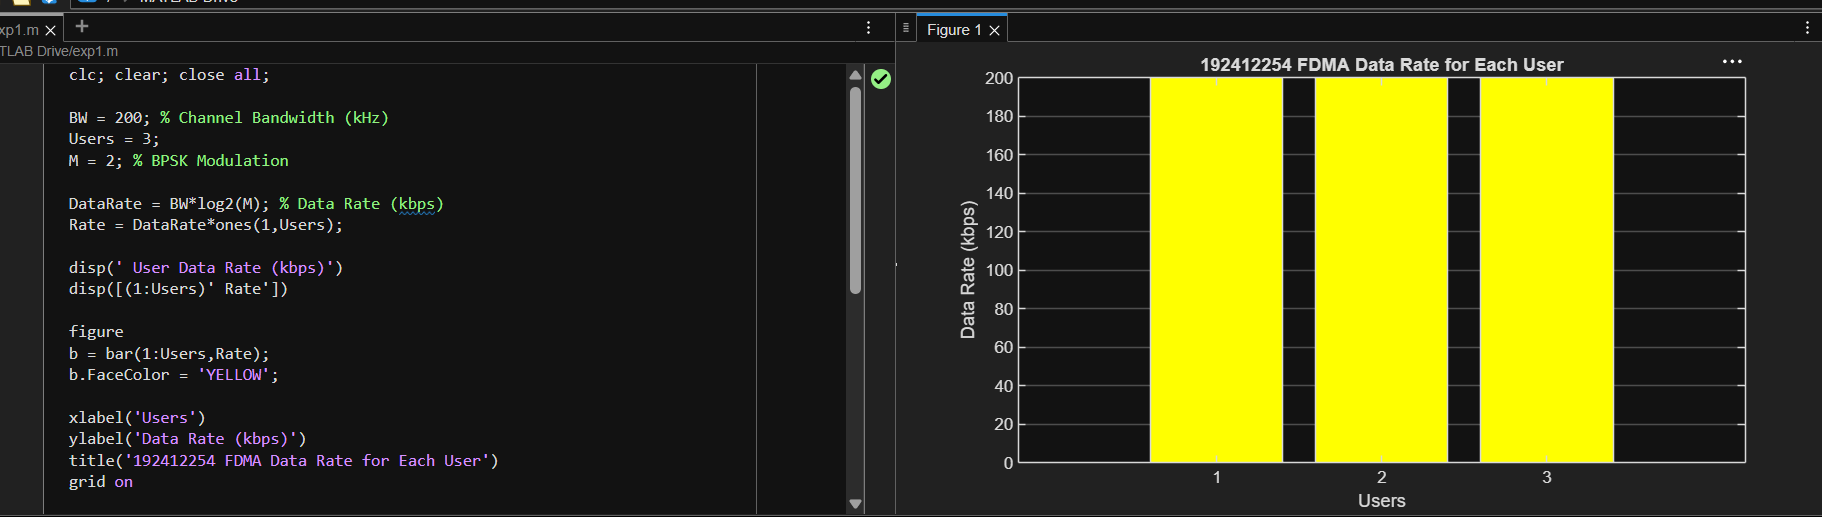 MATLAB Drive
xp1.m
TLAB Drive/exp1.m
clc; clear; close all;
BW = 200; % Channel Bandwidth (kHz)
Users = 3;
M = 2; % BPSK Modulation
DataRate = BW*log2(M); % Data Rate (kbps)
Rate = DataRate*ones(1,Users);
disp(' User Data Rate (kbps)')
disp([(1:Users)' Rate'])
figure
b = bar(1:Users,Rate);
b.FaceColor = 'YELLOW';
xlabel('Users')
ylabel('Data Rate (kbps)')
title('192412254 FDMA Data Rate for Each User')
grid on
Figure 1
192412254 FDMA Data Rate for Each User
200
180
160
140
120
100
80
60
40
20
0
Data Rate (kbps)
1 2 3
Users